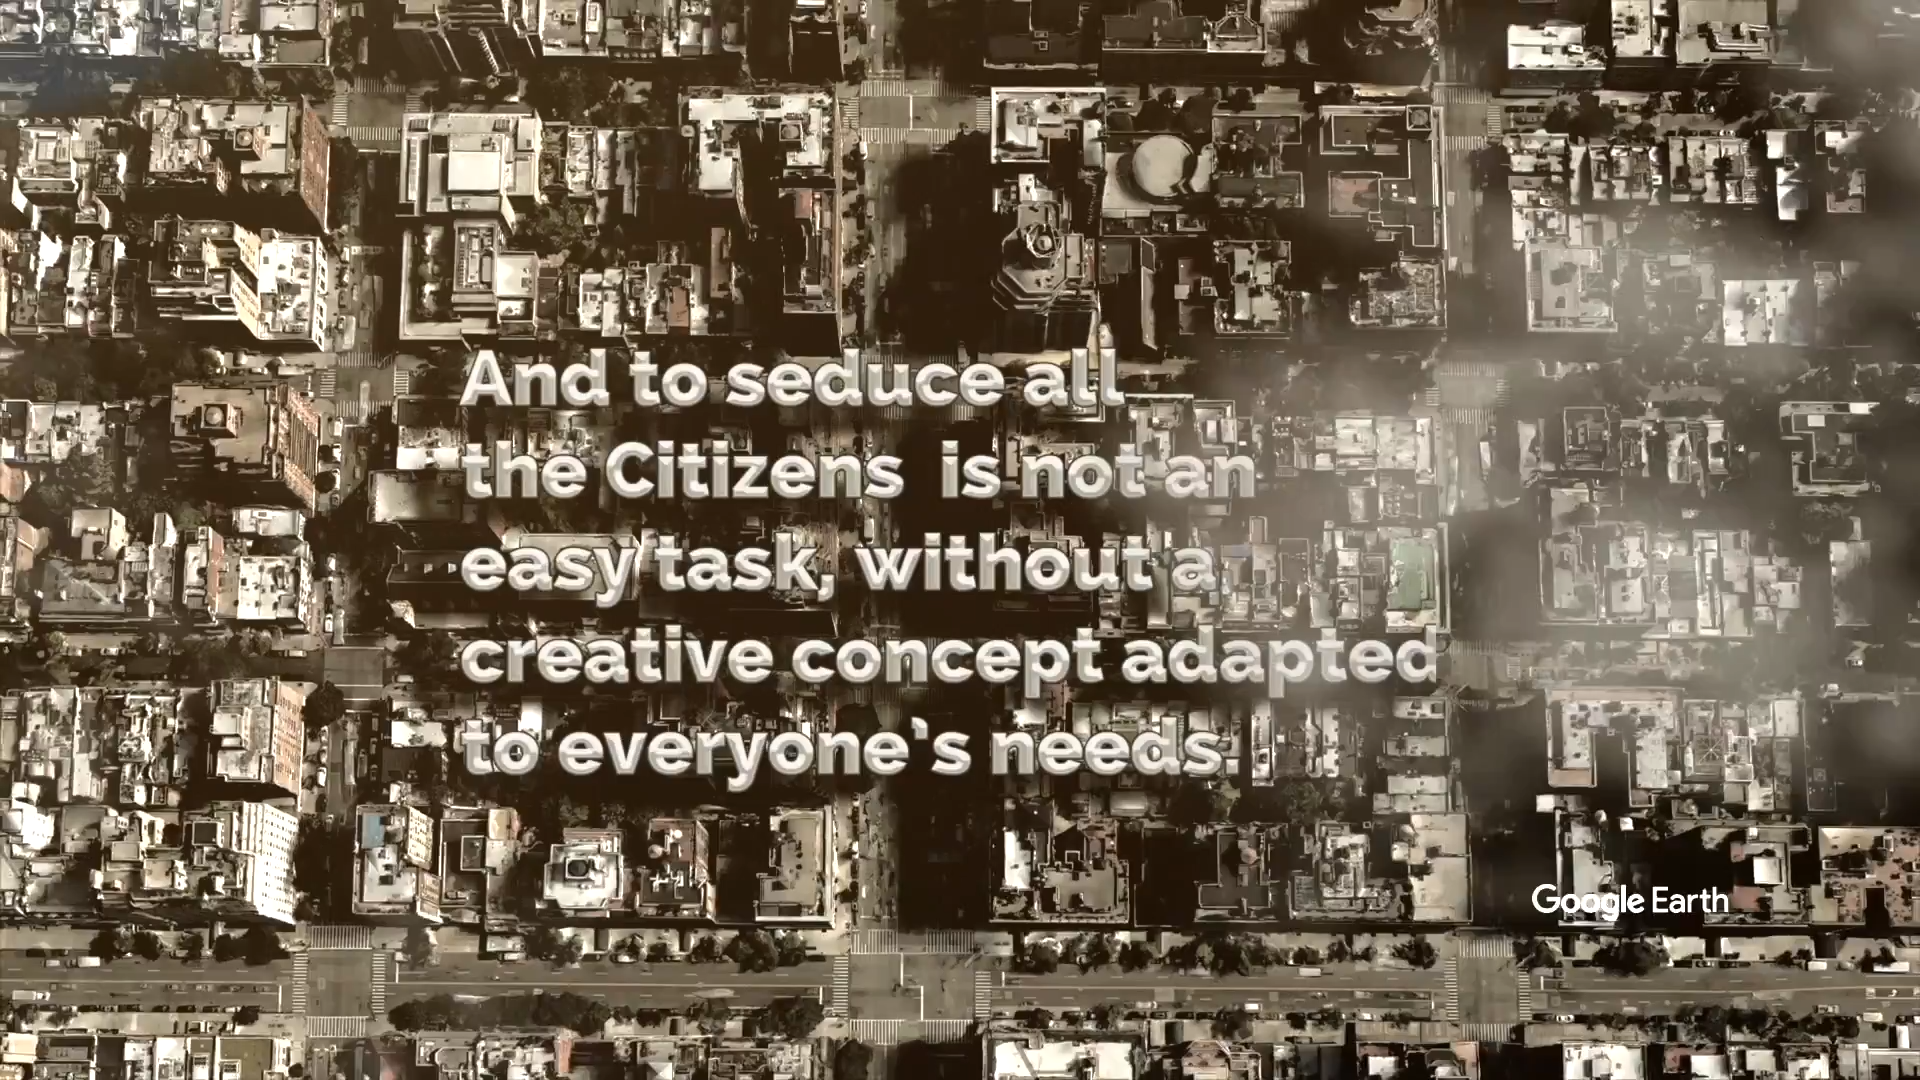 And to seduce all
the Citizens  is not an
easy task, without a
creative concept adapted
to everyone's needs.
Google Earth